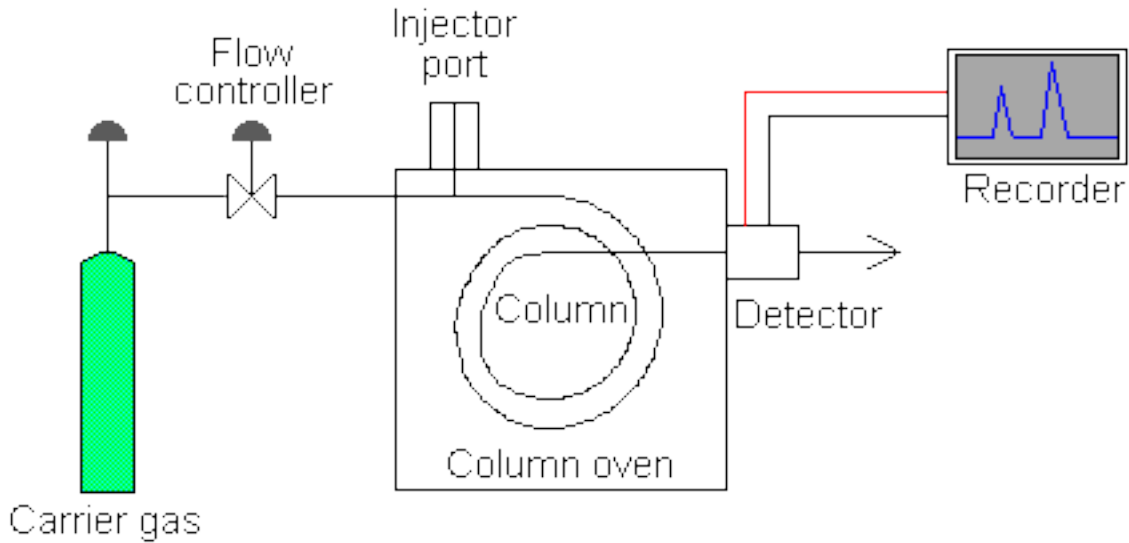 Injector
port
Flow
controller
Recorder
Column
Detector
Column oven
Carrier gas